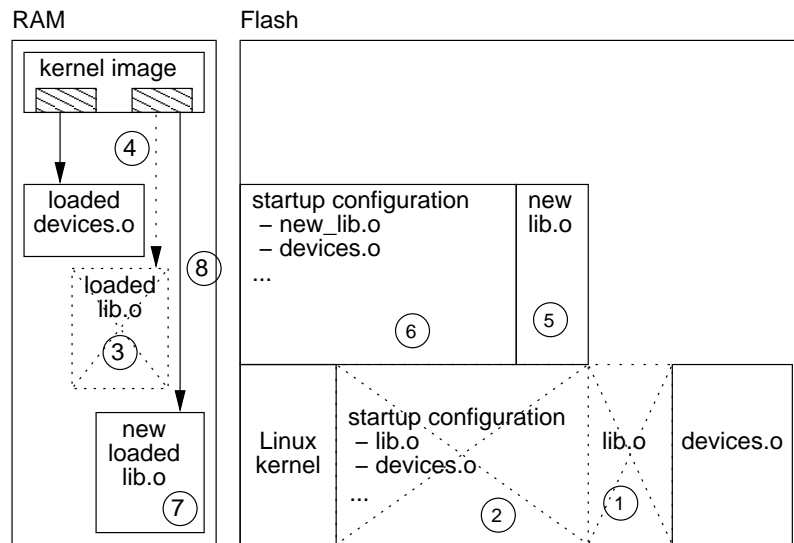 RAM
kernel image
4
loaded
devices.o
8
loaded
lib.o
3
new
loaded
lib.o
7
Flash
startup configuration
– new_lib.o
– devices.o
...
6
new
lib.o
5
Linux
kernel
startup configuration
– lib.o
– devices.o
...
2
lib.o
1
devices.o